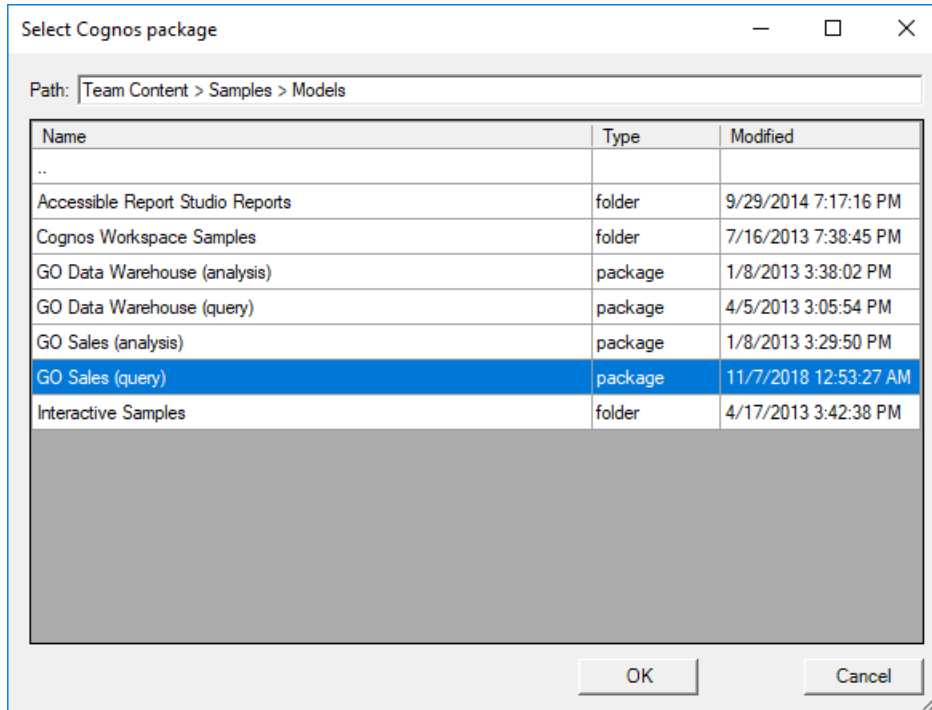 Select Cognos package
Path: Team Content > Samples > Models
Name Type Modified
..
Accessible Report Studio Reports folder 9/29/2014 7:17:16 PM
Cognos Workspace Samples folder 7/16/2013 7:38:45 PM
GO Data Warehouse (analysis) package 1/8/2013 3:38:02 PM
GO Data Warehouse (query) package 4/5/2013 3:05:54 PM
GO Sales (analysis) package 1/8/2013 3:29:50 PM
GO Sales (query) package 11/7/2018 12:53:27 AM
Interactive Samples folder 4/17/2013 3:42:38 PM
OK Cancel